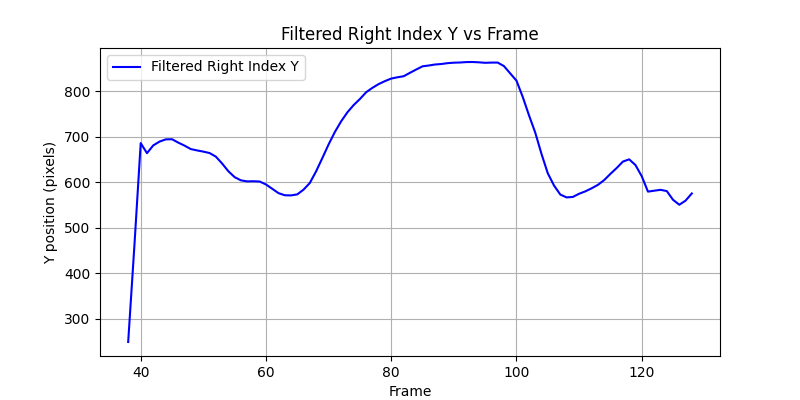 Filtered Right Index Y vs Frame
Filtered Right Index Y
800
700
600
500
400
300
Y position (pixels)
40 60 80 100 120
Frame